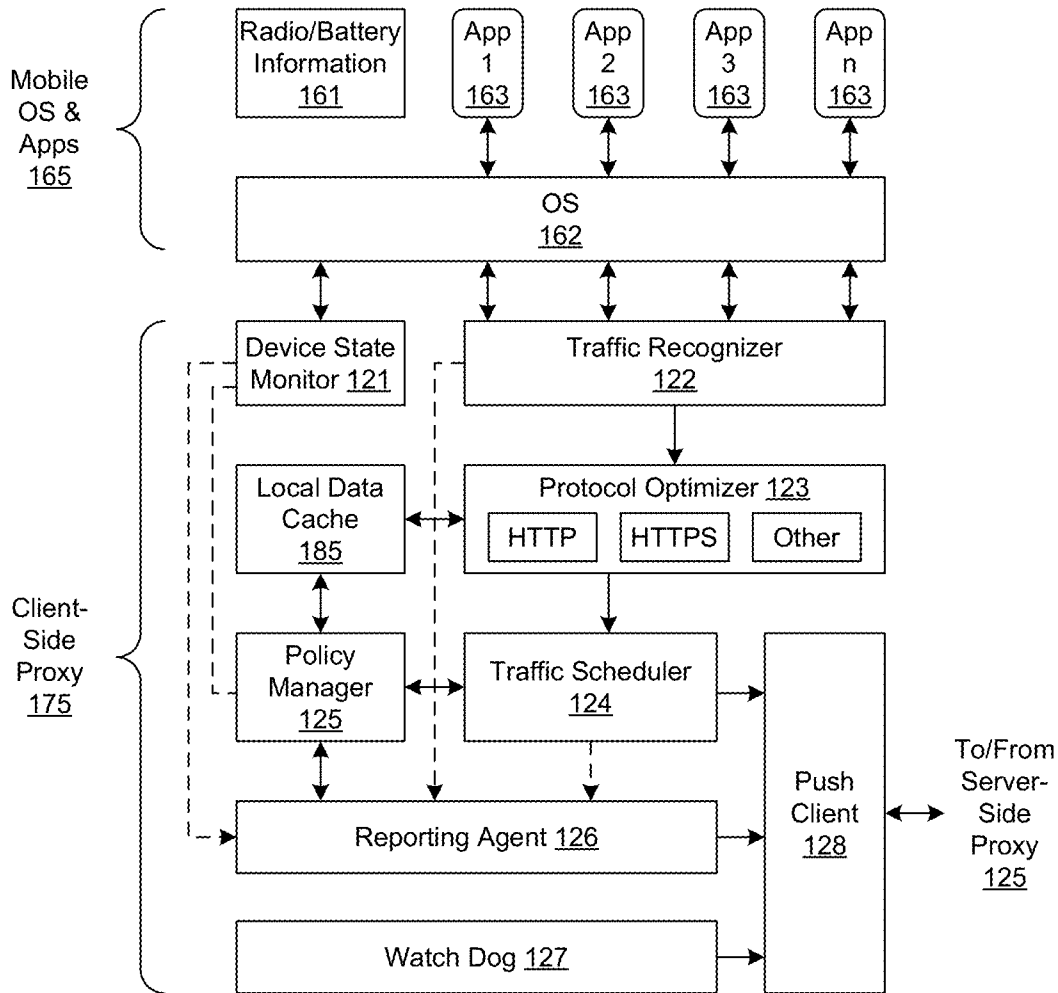 Mobile
OS &
Apps
165
Radio/Battery
Information
161
App
1
163
App
2
163
App
3
163
App
n
163
OS
162
Client-
Side
Proxy
175
Device State
Monitor 121
Traffic Recognizer
122
Local Data
Cache
185
Protocol Optimizer 123
HTTP
HTTPS
Other
Policy
Manager
125
Traffic Scheduler
124
Reporting Agent 126
Watch Dog 127
Push
Client
128
To/From
Server-
Side
Proxy
125